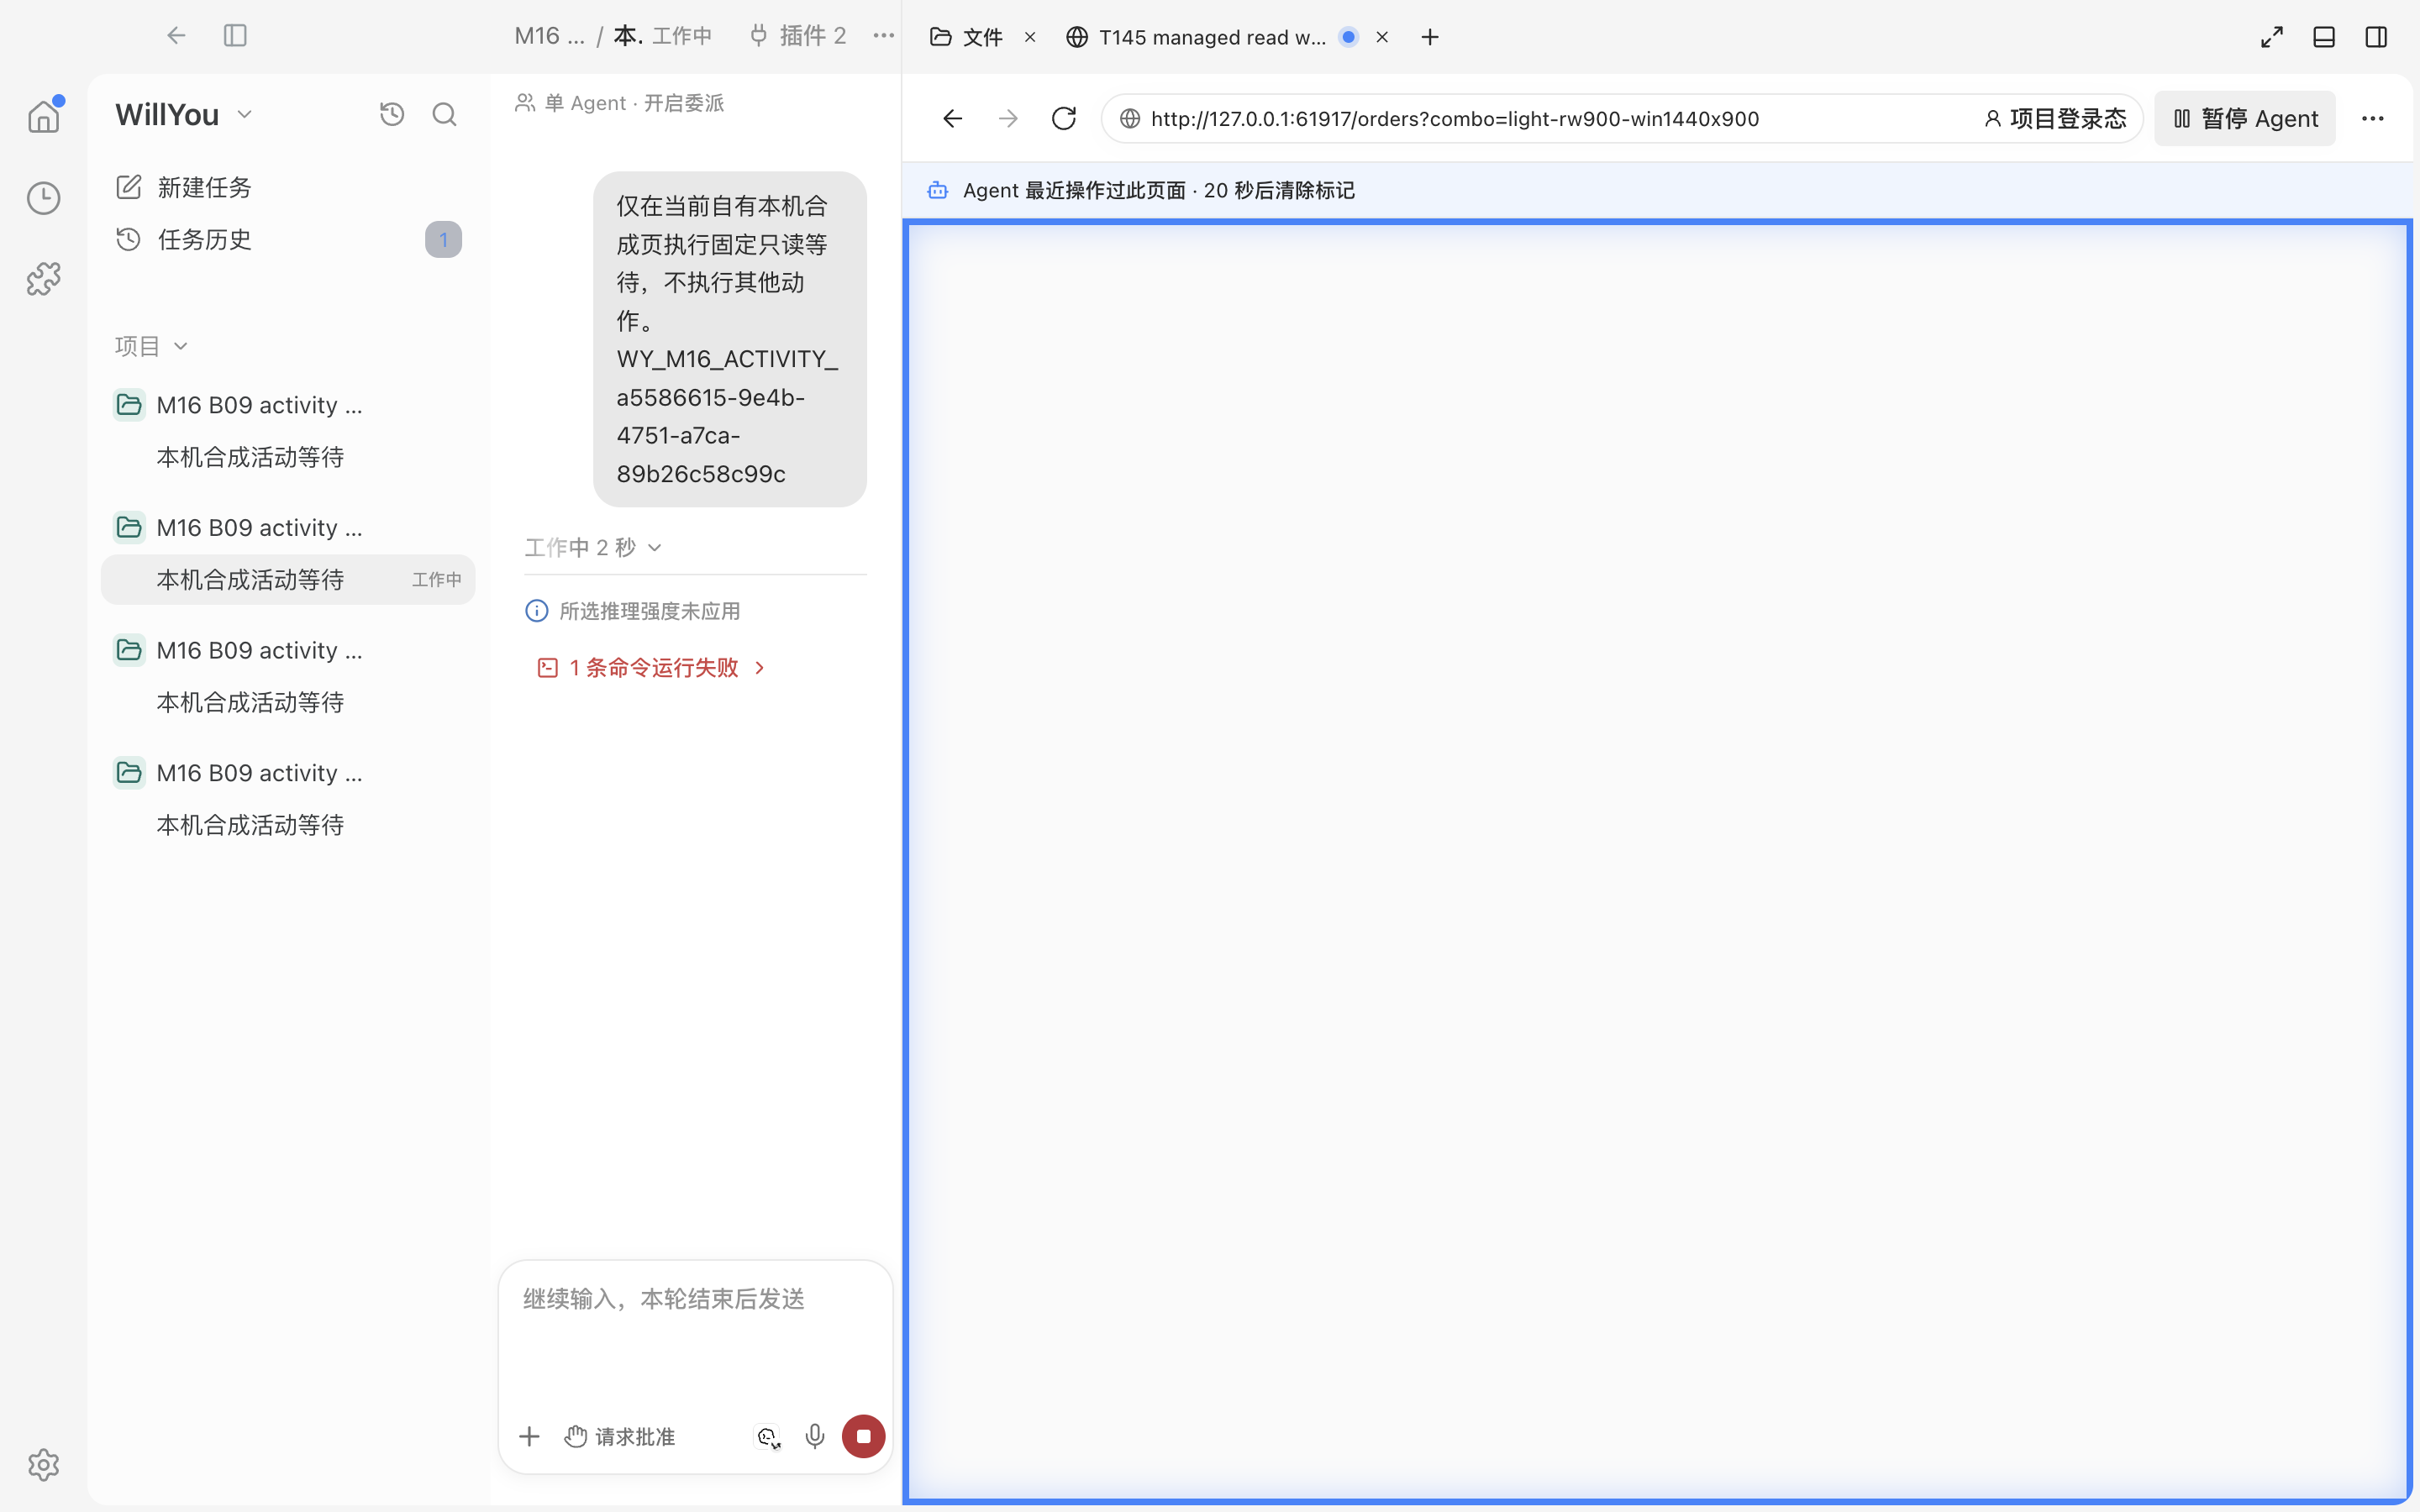 M16 ... / 本. 工作中 插件 2
文件
T145 managed read w...
WillYou
新建任务
任务历史
1
项目
M16 B09 activity ...
本机合成活动等待
M16 B09 activity ...
本机合成活动等待
工作中
M16 B09 activity ...
本机合成活动等待
M16 B09 activity ...
本机合成活动等待
单 Agent · 开启委派
仅在当前自有本机合
成页执行固定只读等
待，不执行其他动
作。
WY_M16_ACTIVITY_
a5586615-9e4b-
4751-a7ca-
89b26c58c99c
工作中 2 秒
所选推理强度未应用
1 条命令运行失败
继续输入，本轮结束后发送
请求批准
http://127.0.0.1:61917/orders?combo=light-rw900-win1440x900
项目登录态
暂停 Agent
Agent 最近操作过此页面 · 20 秒后清除标记